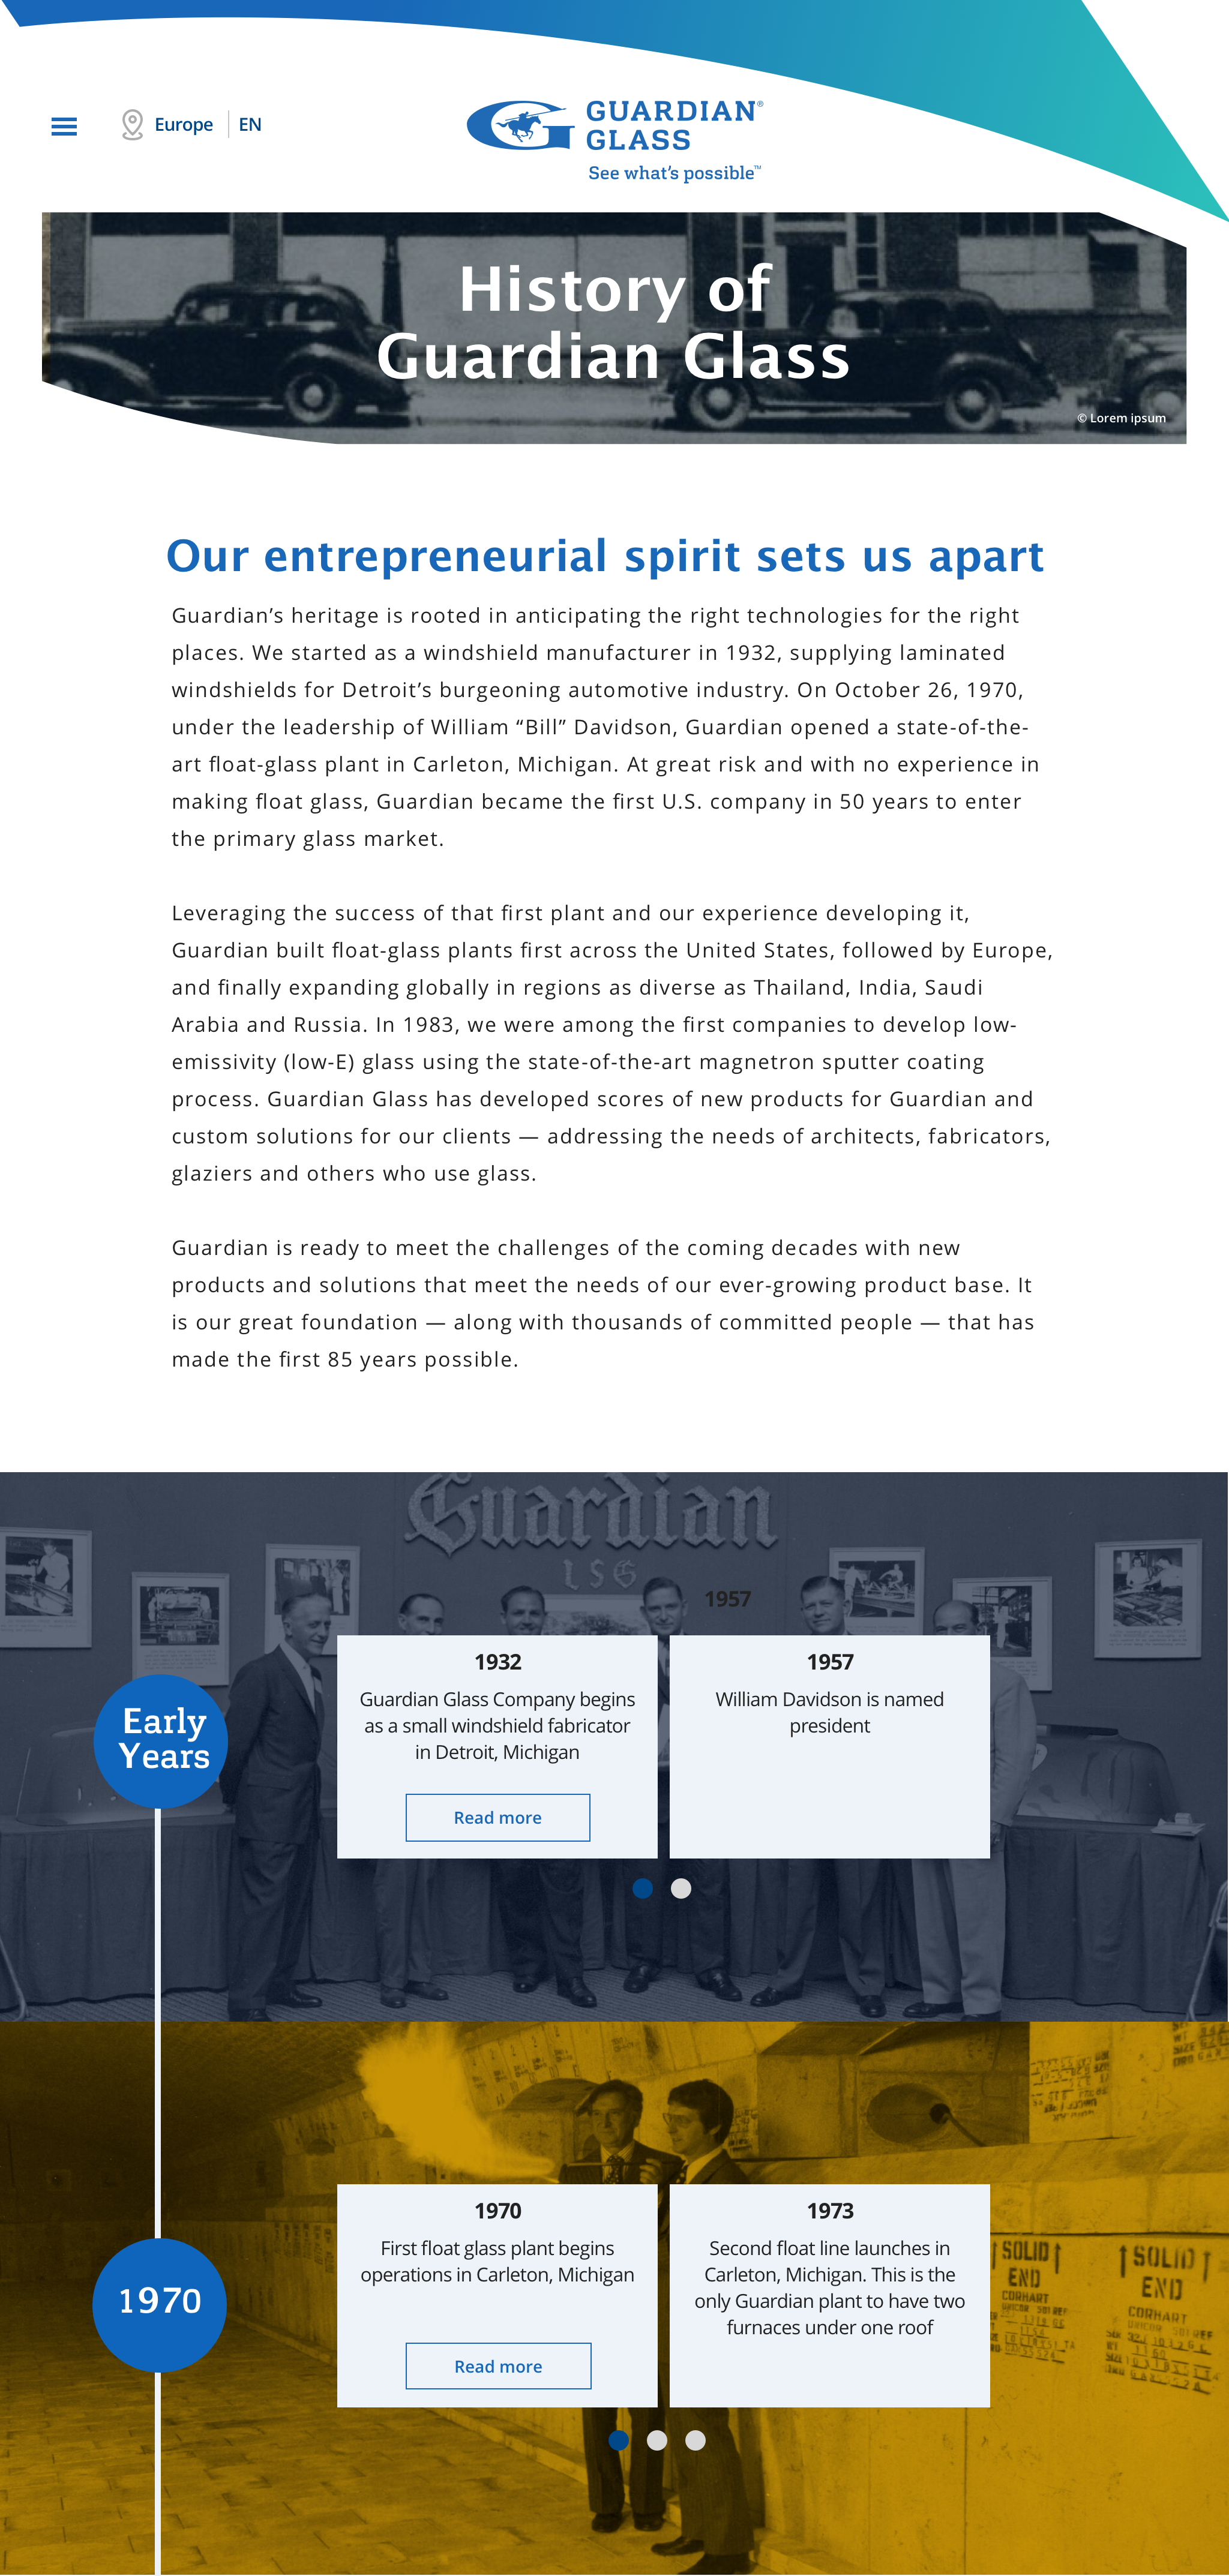 Europe
EN
GUARDIAN®
GLASS
See what's possible™
History of
Guardian Glass
© Lorem ipsum
Our entrepreneurial spirit sets us apart
Guardian’s heritage is rooted in anticipating the right technologies for the right
places. We started as a windshield manufacturer in 1932, supplying laminated
windshields for Detroit’s burgeoning automotive industry. On October 26, 1970,
under the leadership of William “Bill” Davidson, Guardian opened a state-of-the-
art float-glass plant in Carleton, Michigan. At great risk and with no experience in
making float glass, Guardian became the first U.S. company in 50 years to enter
the primary glass market.
Leveraging the success of that first plant and our experience developing it,
Guardian built float-glass plants first across the United States, followed by Europe,
and finally expanding globally in regions as diverse as Thailand, India, Saudi
Arabia and Russia. In 1983, we were among the first companies to develop low-
emissivity (low-E) glass using the state-of-the-art magnetron sputter coating
process. Guardian Glass has developed scores of new products for Guardian and
custom solutions for our clients — addressing the needs of architects, fabricators,
glaziers and others who use glass.
Guardian is ready to meet the challenges of the coming decades with new
products and solutions that meet the needs of our ever-growing product base. It
is our great foundation — along with thousands of committed people — that has
made the first 85 years possible.
Guardian
LSG
1957
Early
Years
1932
Guardian Glass Company begins
as a small windshield fabricator
in Detroit, Michigan
Read more
1957
William Davidson is named
president
1970
1970
First float glass plant begins
operations in Carleton, Michigan
Read more
1973
Second float line launches in
Carleton, Michigan. This is the
only Guardian plant to have two
furnaces under one roof
SOLID
END
CORHART
SOLID
END
CORHART